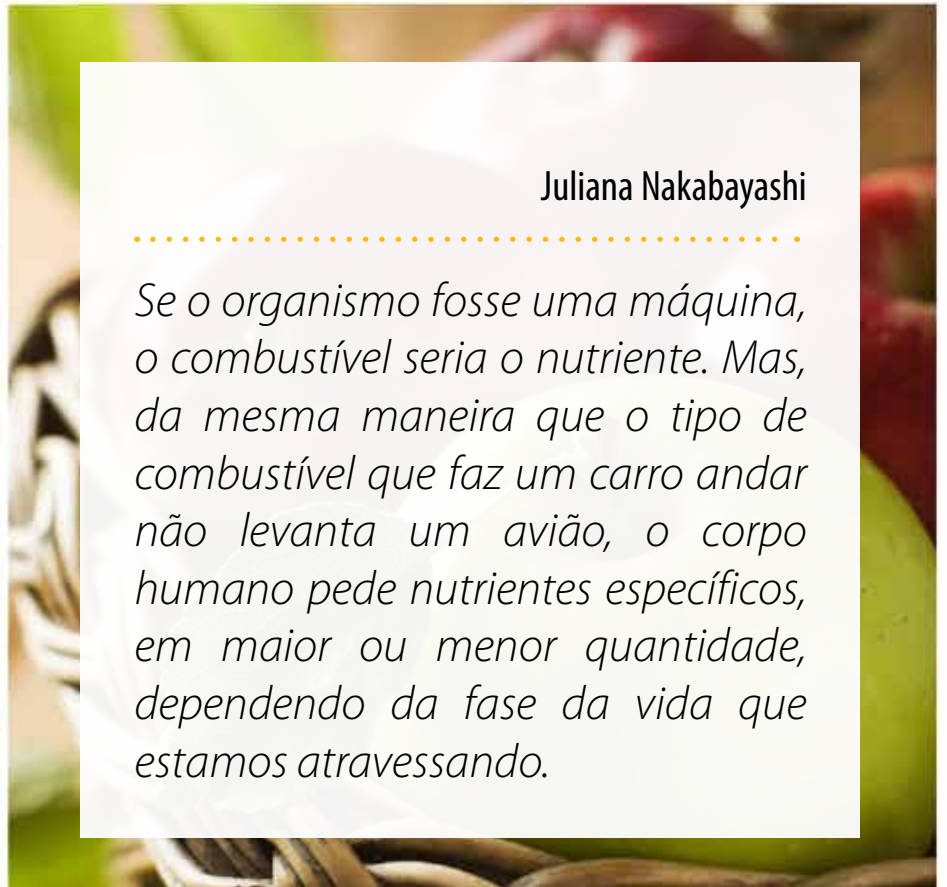 Juliana Nakabayashi
Se o organismo fosse uma máquina,
o combustível seria o nutriente. Mas,
da mesma maneira que o tipo de
combustível que faz um carro andar
não levanta um avião, o corpo
humano pede nutrientes específicos,
em maior ou menor quantidade,
dependendo da fase da vida que
estamos atravessando.